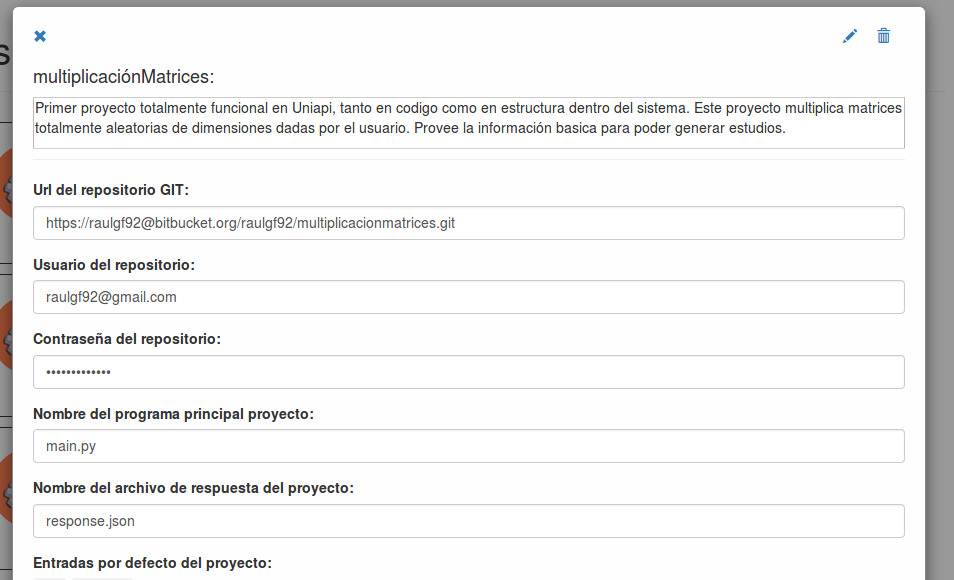 multiplicaciónMatrices:
Primer proyecto totalmente funcional en Uniapi, tanto en codigo como en estructura dentro del sistema. Este proyecto multiplica matrices
totalmente aleatorias de dimensiones dadas por el usuario. Provee la información basica para poder generar estudios.
Url del repositorio GIT:
https://raulgf92@bitbucket.org/raulgf92/multiplicacionmatrices.git
Usuario del repositorio:
raulgf92@gmail.com
Contraseña del repositorio:
•••••••••••••
Nombre del programa principal proyecto:
main.py
Nombre del archivo de respuesta del proyecto:
response.json
Entradas por defecto del proyecto: